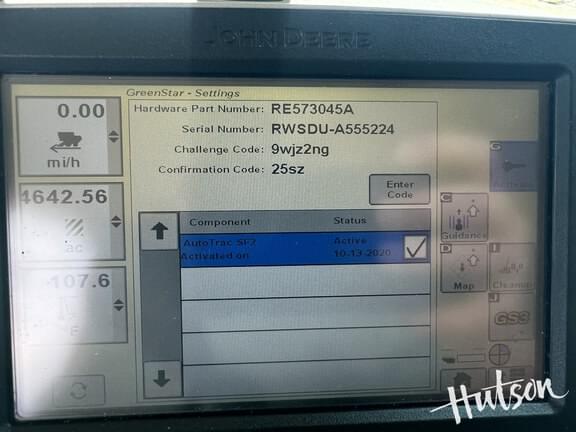 JOHN DEERE
GreenStar - Settings
0.00
mi/h
4642.56
ac
107.6
F
Hardware Part Number: RE573045A
Serial Number: RWSDU-A555224
Challenge Code: 9wjz2ng
Confirmation Code: 25sz
Enter Code
Component Status
AutoTrac SF2 Active
Activated on 10-13-2020
G
C
Guidance
D
Map
I
Cleanup
J
GS3
Hutson